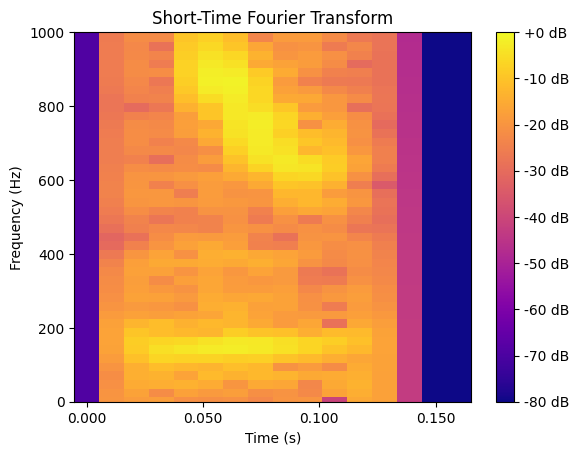 Short-Time Fourier Transform
1000
800
600
400
200
0
Frequency (Hz)
0.000
0.050
0.100
0.150
Time (s)
+0 dB
-10 dB
-20 dB
-30 dB
-40 dB
-50 dB
-60 dB
-70 dB
-80 dB